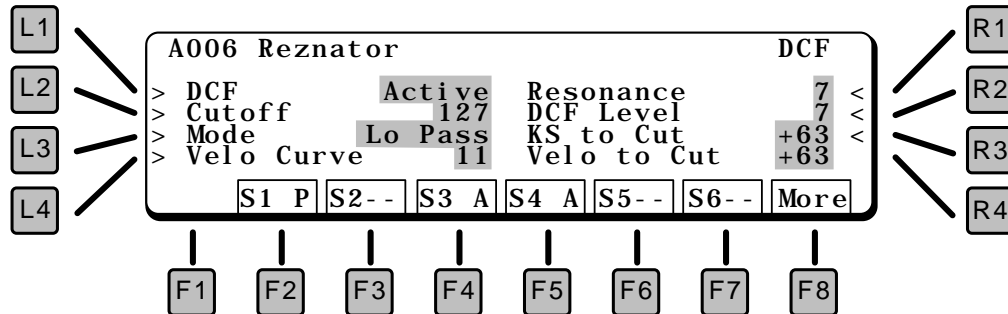 L1 R1
A006 Reznator DCF
L2 R2
> DCF Active Resonance 7 <
> Cutoff 127 DCF Level 7 <
L3 R3
> Mode Lo Pass KS to Cut +63 <
> Velo Curve 11 Velo to Cut +63
L4 R4
S1 P S2-- S3 A S4 A S5-- S6-- More
F1 F2 F3 F4 F5 F6 F7 F8